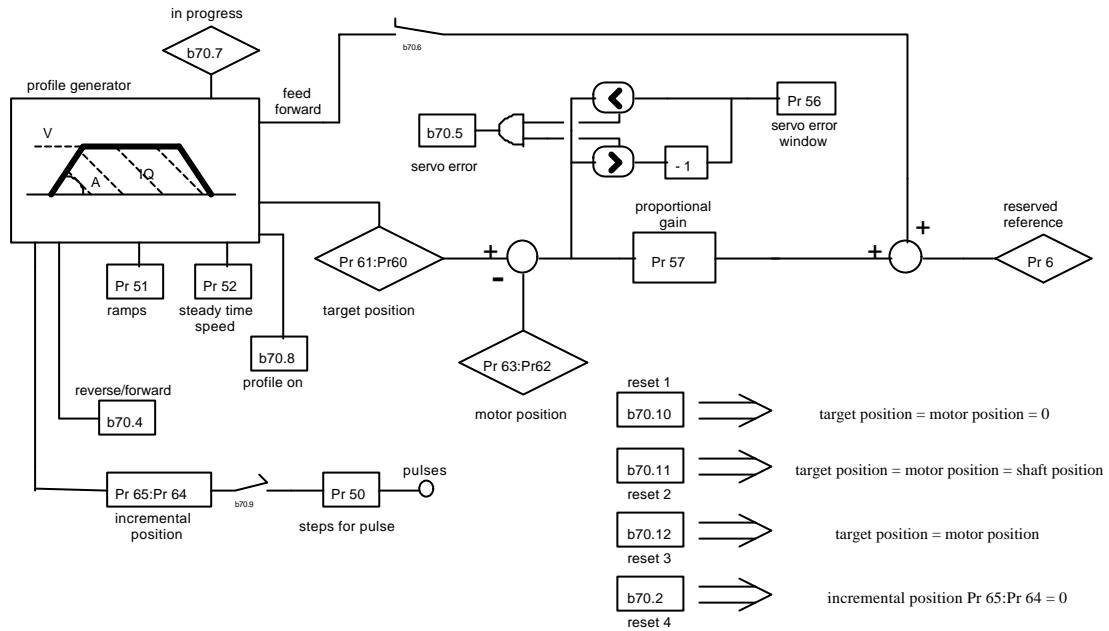 in progress
b70.7
b70.6
profile generator
feed
forward
V
A
IQ
b70.5
servo error
Pr 56
servo error
window
- 1
proportional
gain
reserved
reference
+
+
+
-
Pr 61:Pr60
target position
Pr 57
Pr 6
Pr 51
ramps
Pr 52
steady time
speed
b70.8
profile on
Pr 63:Pr62
motor position
reverse/forward
b70.4
reset 1
b70.10
target position = motor position = 0
b70.11
reset 2
target position = motor position = shaft position
Pr 65:Pr 64
incremental
position
b70.9
Pr 50
steps for pulse
pulses
b70.12
reset 3
target position = motor position
b70.2
reset 4
incremental position Pr 65:Pr 64 = 0